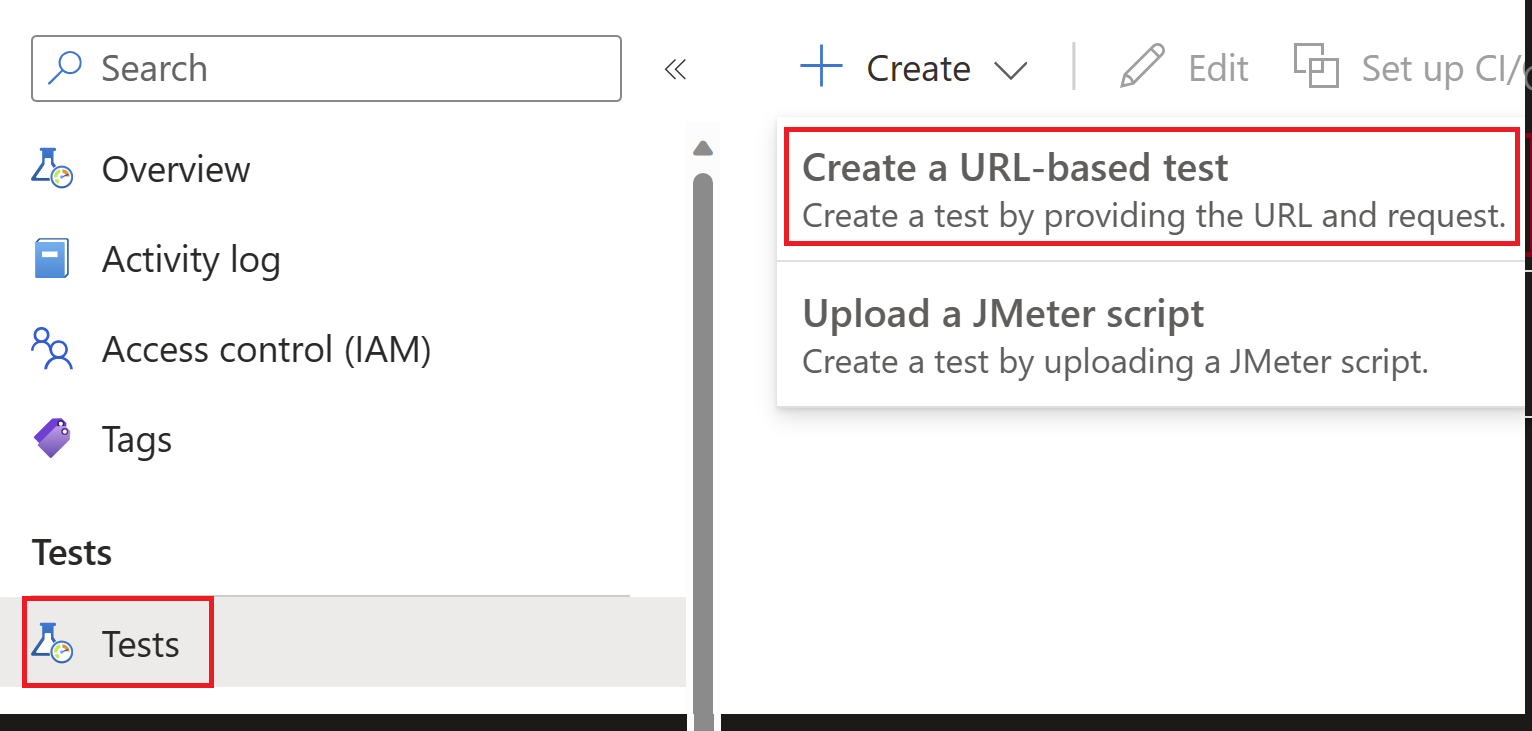 Search
Overview
Activity log
Access control (IAM)
Tags
Tests
Tests
Create
Edit
Set up CI/
Create a URL-based test
Create a test by providing the URL and request.
Upload a JMeter script
Create a test by uploading a JMeter script.